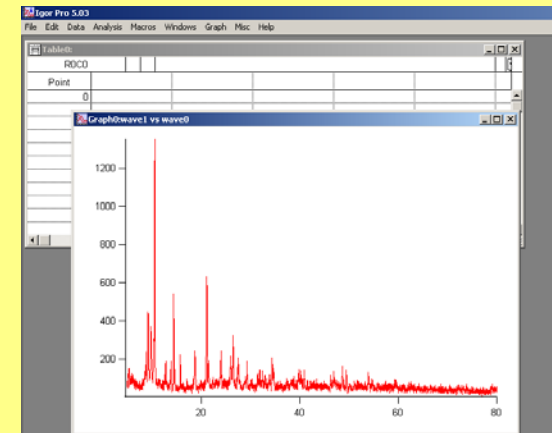 Igor Pro 5.03
File Edit Data Analysis Macros Windows Graph Misc Help
Table0:
R0C0
Point
0
Graph0:wave1 vs wave0
1200
1000
800
600
400
200
20 40 60 80